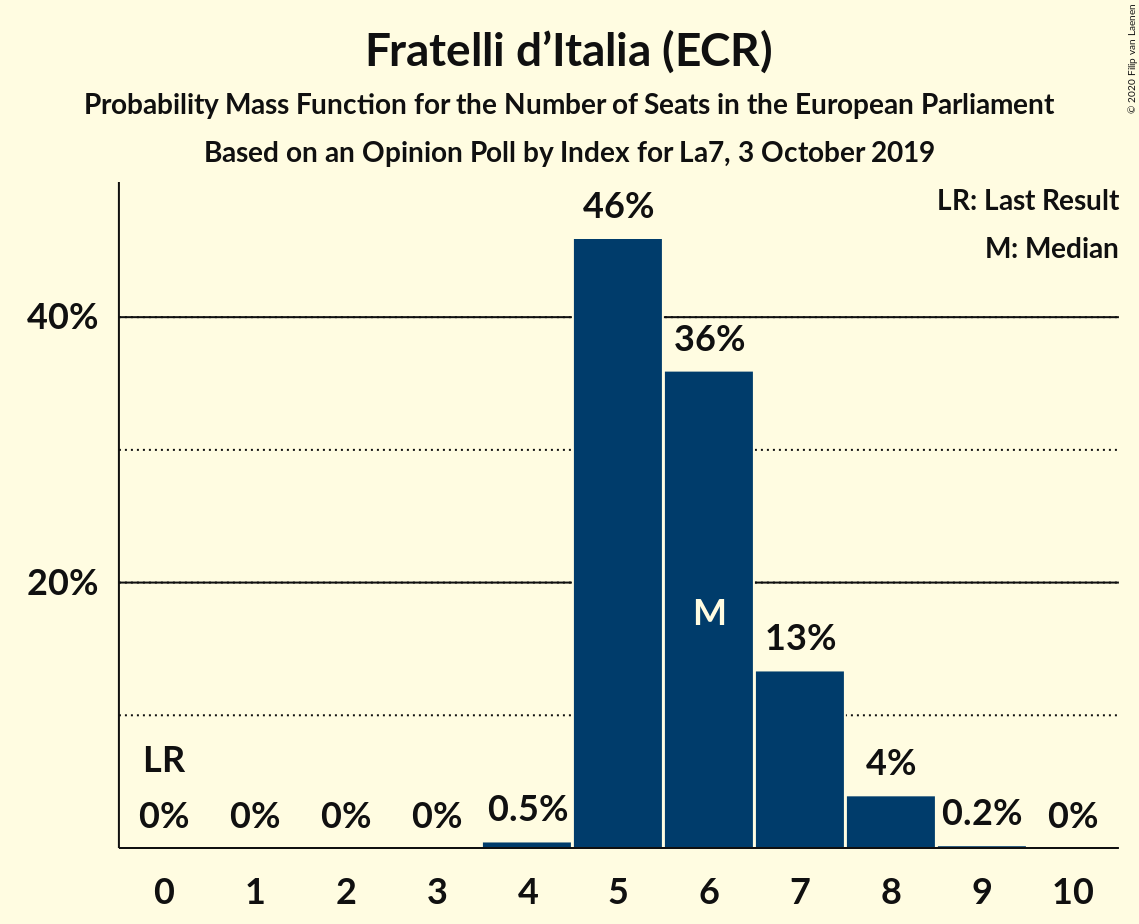 Fratelli d’Italia (ECR)
Probability Mass Function for the Number of Seats in the European Parliament
Based on an Opinion Poll by Index for La7, 3 October 2019
© 2020 Filip van Laenen
LR: Last Result
M: Median
46%
40%
36%
20%
M
13%
LR
4%
0% 0% 0% 0% 0.5% 0.2% 0%
0 1 2 3 4 5 6 7 8 9 10